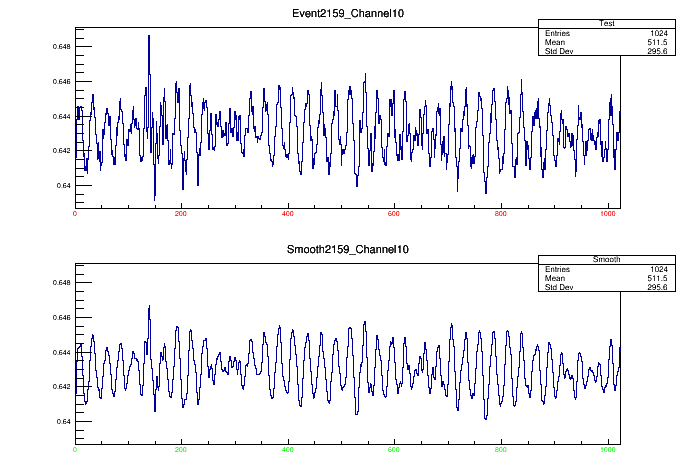 Event2159_Channel10
Test
Entries 1024
Mean 511.5
Std Dev 295.6
0.648
0.646
0.644
0.642
0.64
0 200 400 600 800 1000
Smooth2159_Channel10
Smooth
Entries 1024
Mean 511.5
Std Dev 295.6
0.648
0.646
0.644
0.642
0.64
0 200 400 600 800 1000